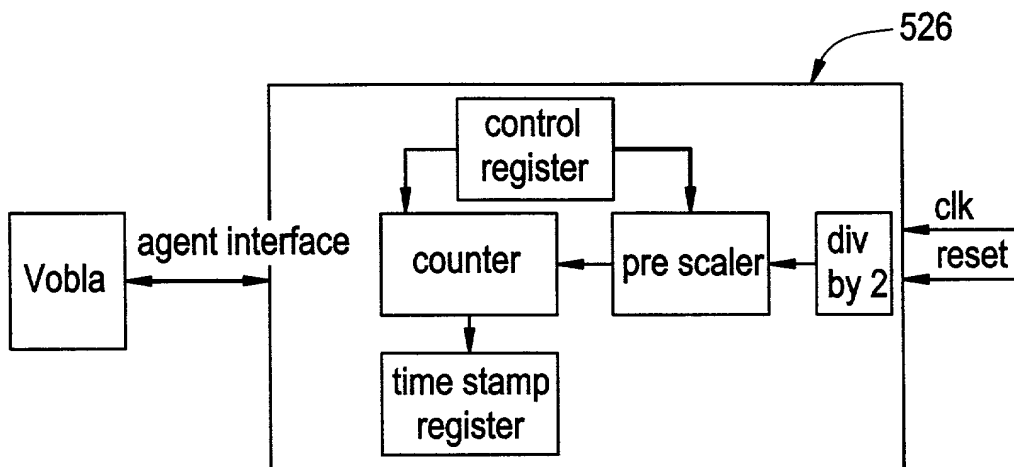 526
control
register
agent interface
Vobla
counter
pre scaler
div
by 2
clk
reset
time stamp
register